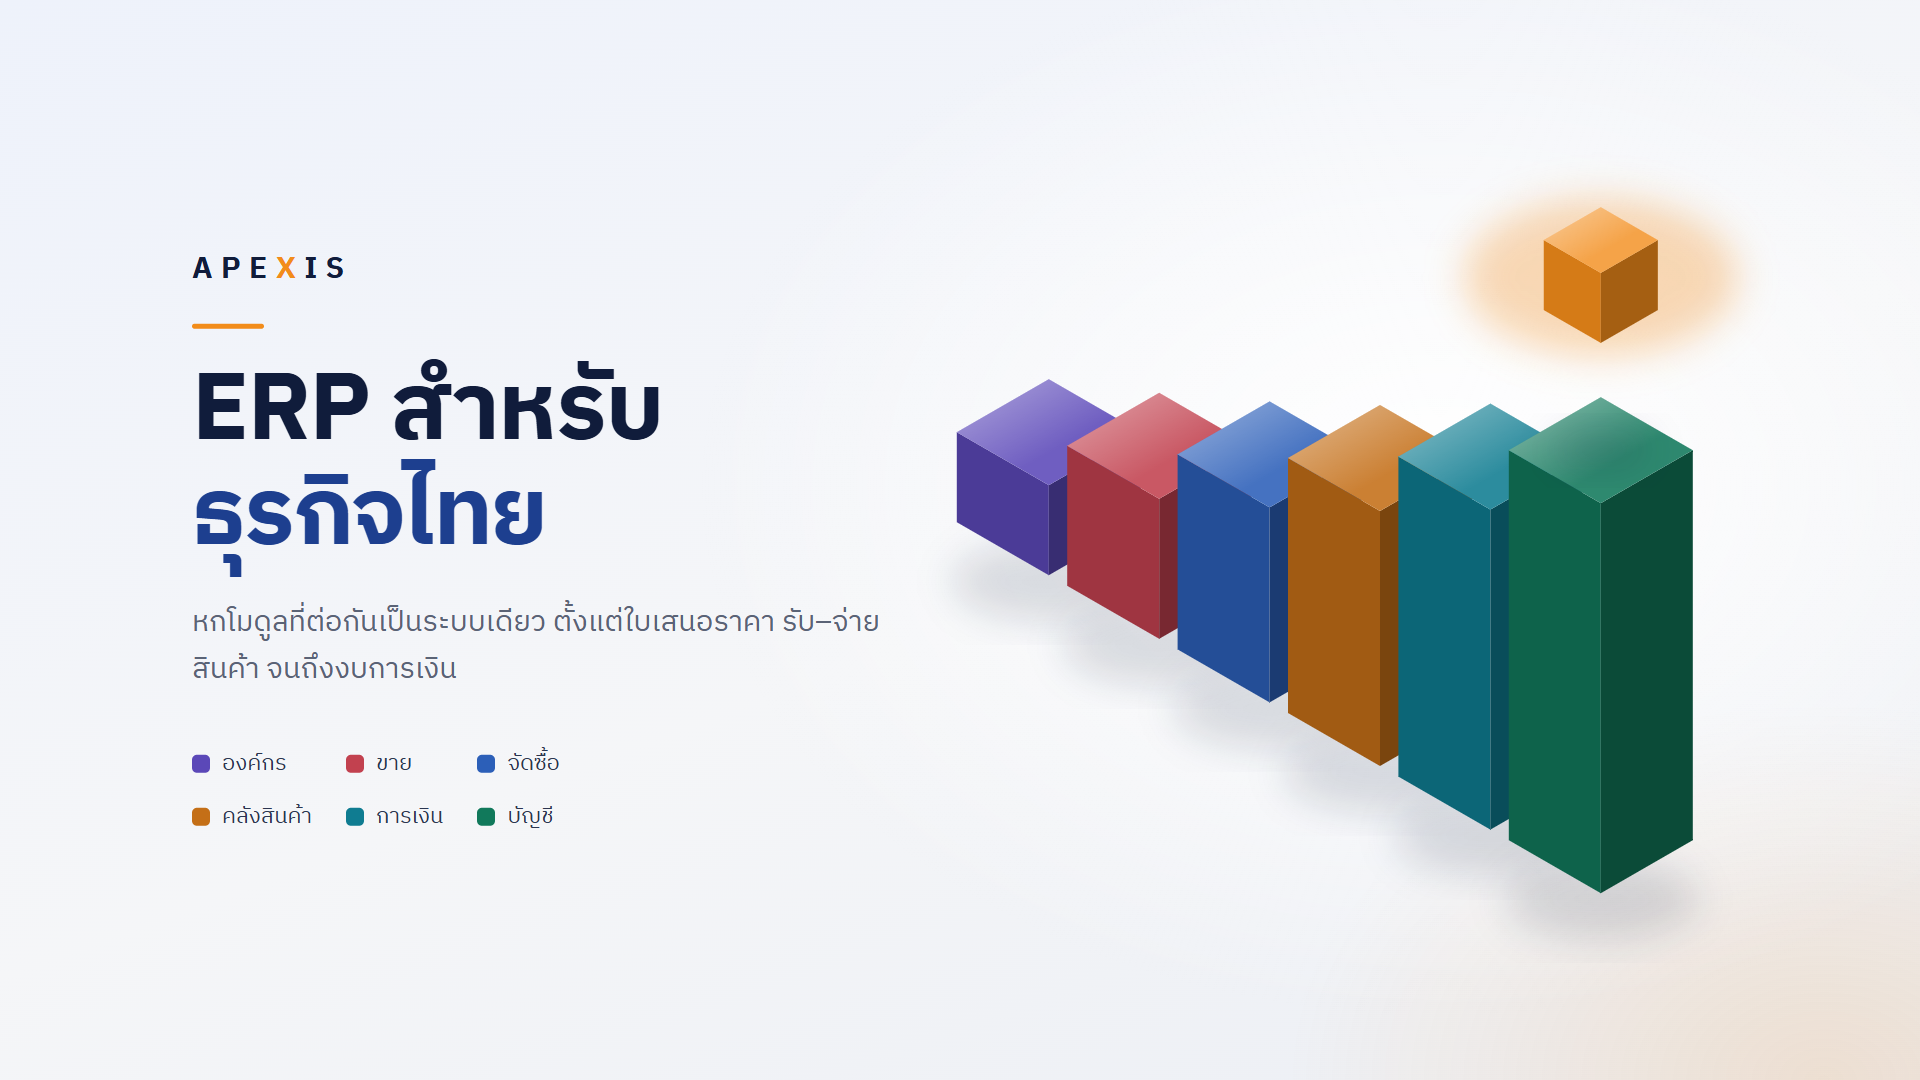 APEXIS
ERP สำหรับ
ธุรกิจไทย
หกโมดูลที่ต่อกันเป็นระบบเดียว ตั้งแต่ใบเสนอราคา รับ–จ่าย
สินค้า จนถึงงบการเงิน
องค์กร ขาย จัดซื้อ
คลังสินค้า การเงิน บัญชี